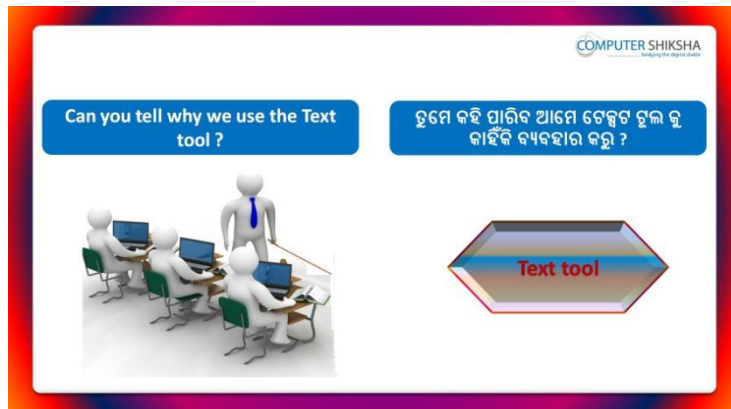 COMPUTER SHIKSHA
bridging the digital divide
Can you tell why we use the Text
tool ?
ତୁମେ କହି ପାରିବ ଆମେ ଟେକ୍ସଟ ଟୁଲ କୁ
କାହିଁକି ବ୍ୟବହାର କରୁ ?
Text tool